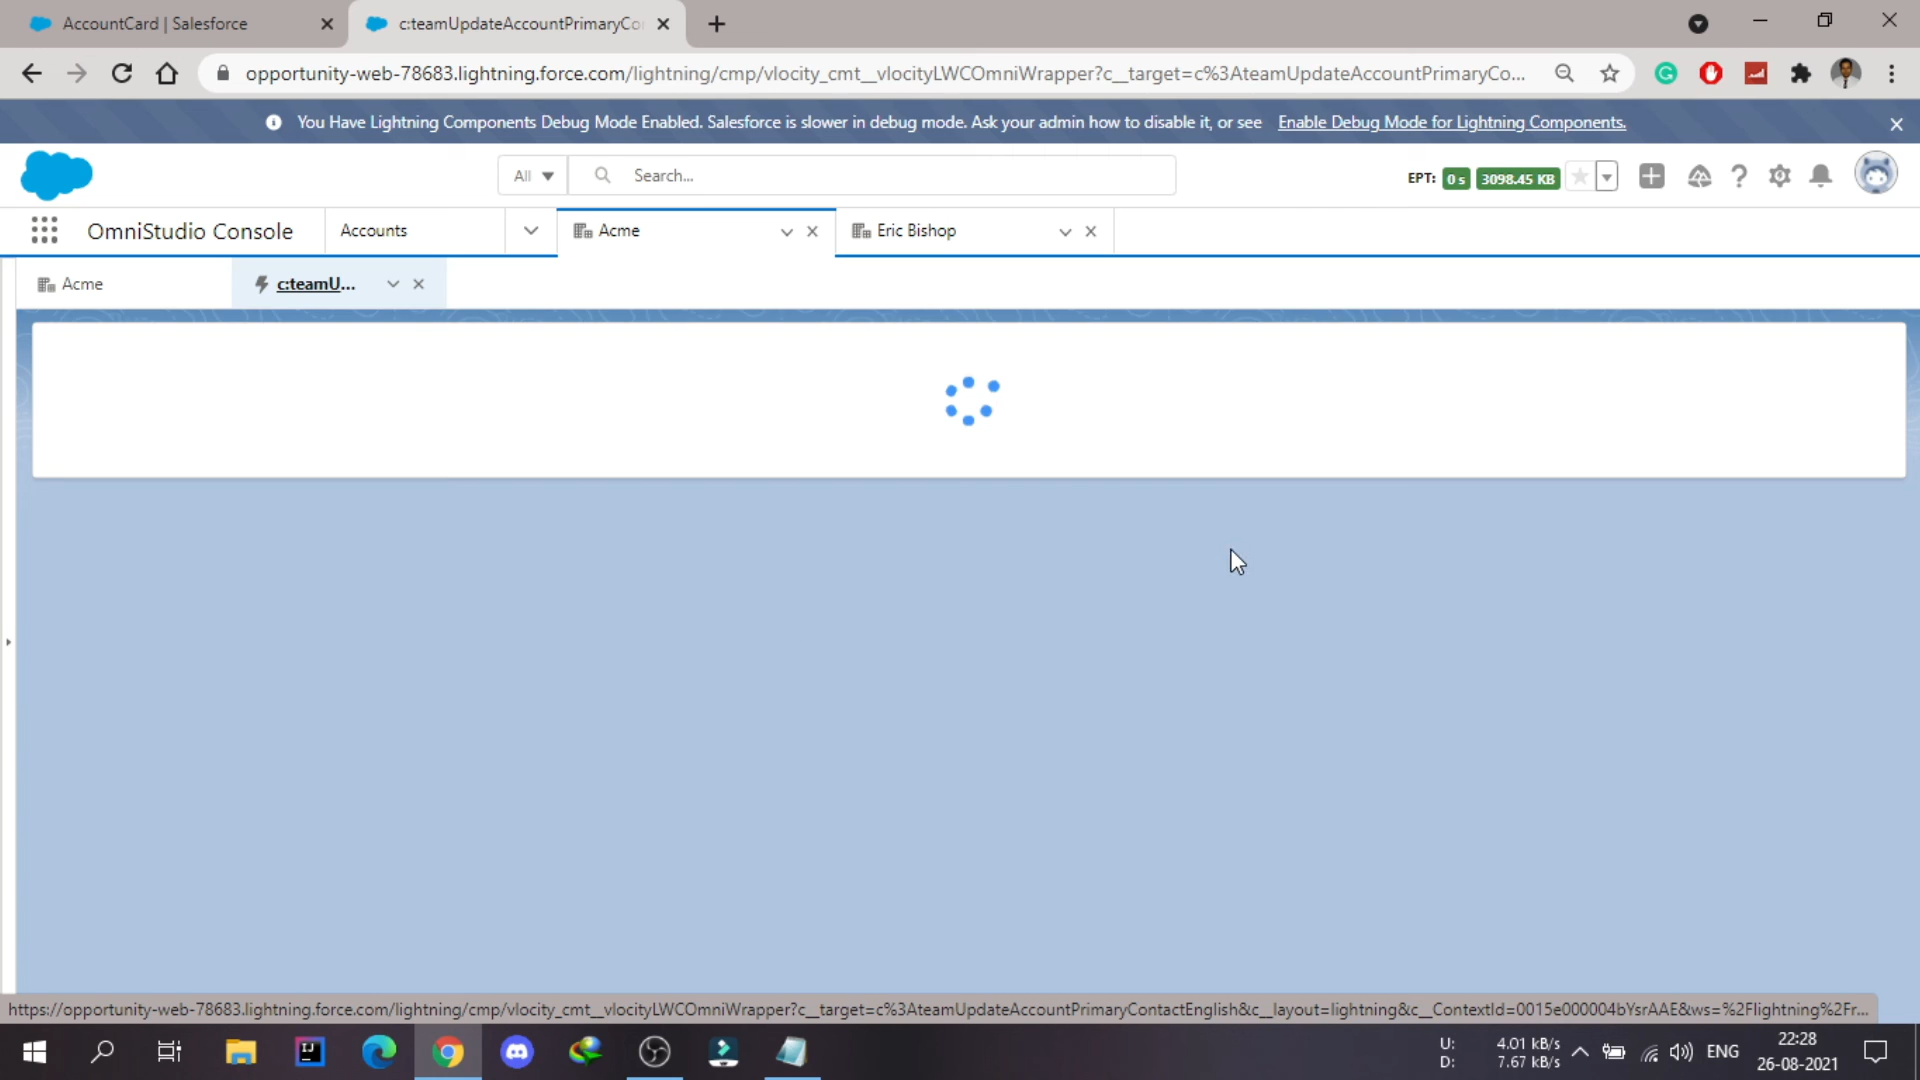 AccountCard | Salesforce
c:teamUpdateAccountPrimaryCo
opportunity-web-78683.lightning.force.com/lightning/cmp/vlocity_cmt__vlocityLWCOmniWrapper?c__target=c%3AteamUpdateAccountPrimaryCo...
You Have Lightning Components Debug Mode Enabled. Salesforce is slower in debug mode. Ask your admin how to disable it, or see Enable Debug Mode for Lightning Components.
All Search... EPT: 0 s 3098.45 KB
OmniStudio Console Accounts Acme Eric Bishop
Acme c:teamU...
https://opportunity-web-78683.lightning.force.com/lightning/cmp/vlocity_cmt__vlocityLWCOmniWrapper?c__target=c%3AteamUpdateAccountPrimaryContactEnglish&c__layout=lightning&c__ContextId=0015e000004bYsrAAE&ws=%2Flightning%2Fr...
U: 4.01 kB/s
D: 7.67 kB/s
ENG
22:28
26-08-2021